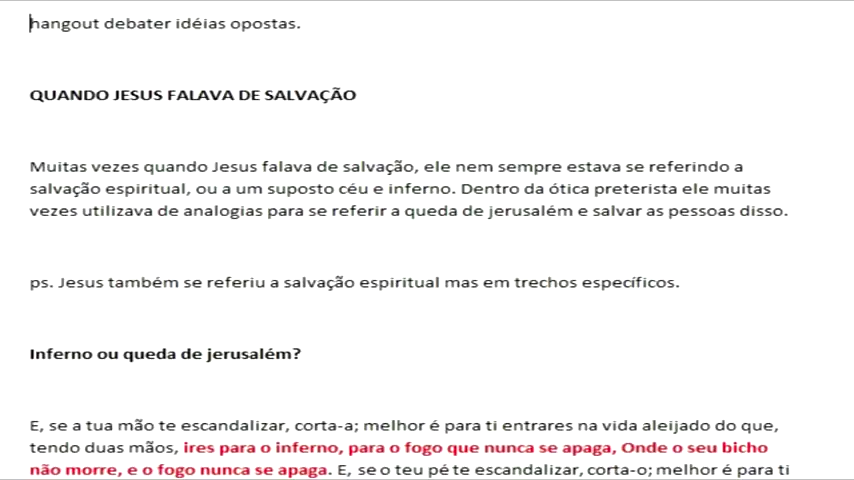 hangout debater idéias opostas.
QUANDO JESUS FALAVA DE SALVAÇÃO
Muitas vezes quando Jesus falava de salvação, ele nem sempre estava se referindo a
salvação espiritual, ou a um suposto céu e inferno. Dentro da ótica preterista ele muitas
vezes utilizava de analogias para se referir a queda de jerusalém e salvar as pessoas disso.
ps. Jesus também se referiu a salvação espiritual mas em trechos específicos.
Inferno ou queda de jerusalém?
E, se a tua mão te escandalizar, corta-a; melhor é para ti entrares na vida aleijado do que,
tendo duas mãos, ires para o inferno, para o fogo que nunca se apaga, Onde o seu bicho
não morre, e o fogo nunca se apaga. E, se o teu pé te escandalizar, corta-o; melhor é para ti